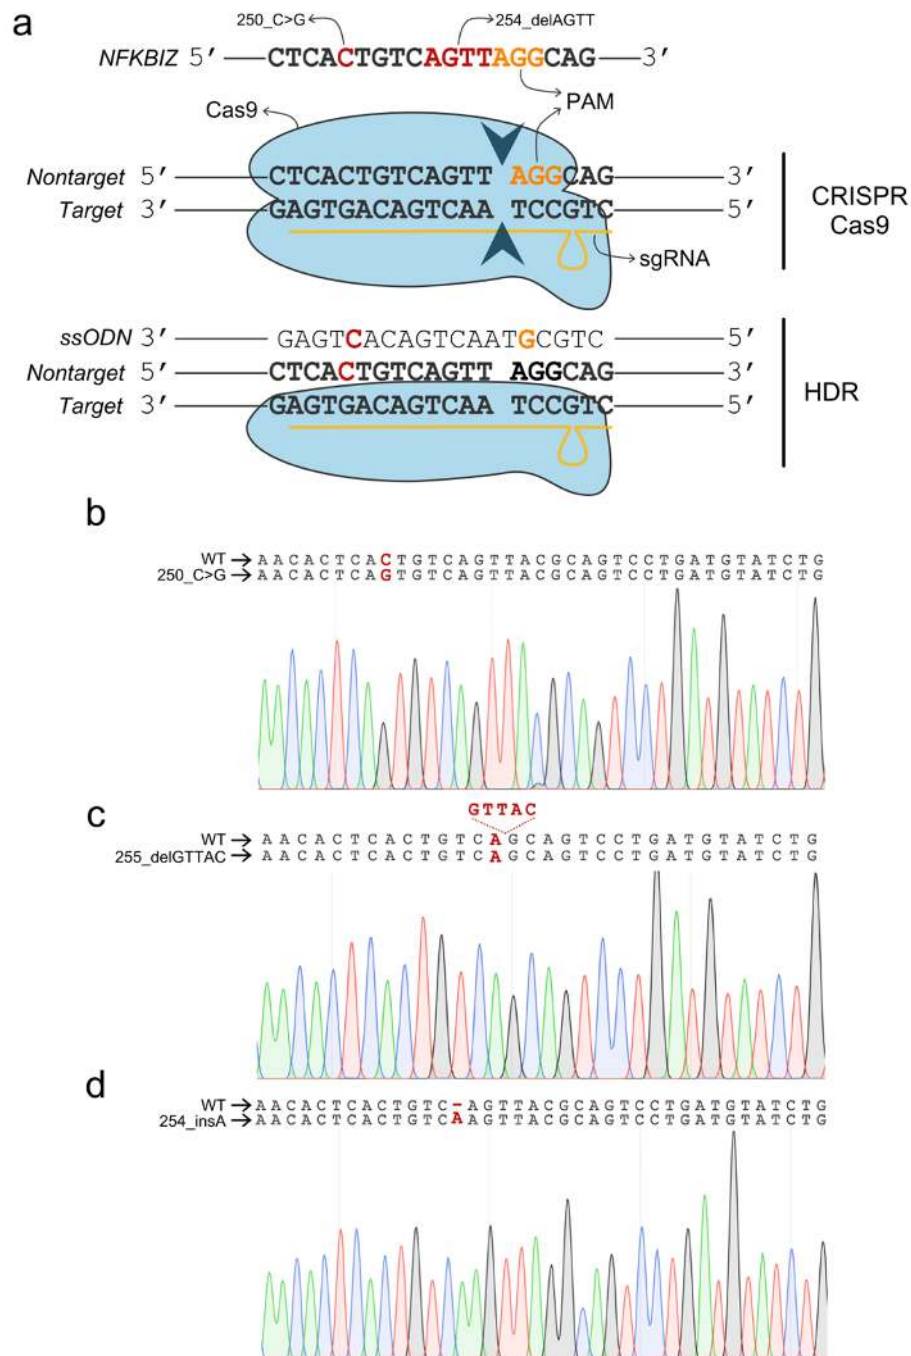 a
250_C>G 254_delAGTT
NFKBIZ 5′ CTCACTGTCAGTTAGGCAG 3′
Cas9 PAM
Nontarget 5′ CTCACTGTCAGTT AGGCAG 3′
Target 3′ GAGTGACAGTCAA TCCGTC 5′
CRISPR
Cas9
sgRNA
ssODN 3′ GAGTCACAGTCAATGCGTC 5′
Nontarget 5′ CTCACTGTCAGTT AGGCAG 3′
Target 3′ GAGTGACAGTCAA TCCGTC 5′
HDR
b
WT AACACTCACTGTCAGTTACGCAGTCCTGATGTATCTG
250_C>G AACACTCAGTGTCAGTTACGCAGTCCTGATGTATCTG
c
GTTAC
WT AACACTCACTGTCAGCAGTCCTGATGTATCTG
255_delGTTAC AACACTCACTGTCAGCAGTCCTGATGTATCTG
d
WT AACACTCACTGTC-AGTTACGCAGTCCTGATGTATCTG
254_insA AACACTCACTGTCAAGTTACGCAGTCCTGATGTATCTG